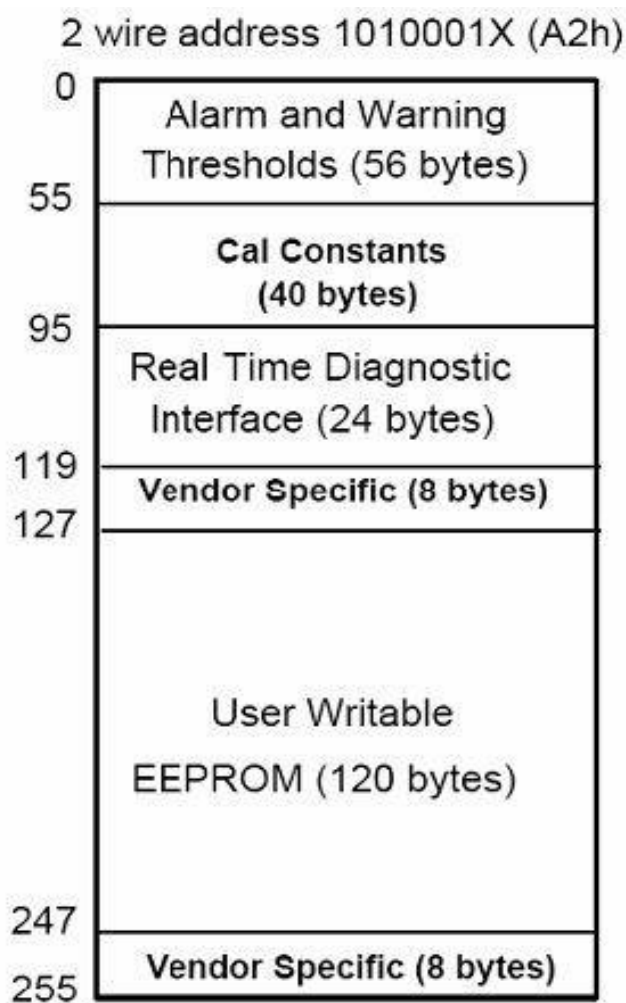 2 wire address 1010001X (A2h)
0
Alarm and Warning
Thresholds (56 bytes)
55
Cal Constants
(40 bytes)
95
Real Time Diagnostic
Interface (24 bytes)
119
Vendor Specific (8 bytes)
127
User Writable
EEPROM (120 bytes)
247
Vendor Specific (8 bytes)
255